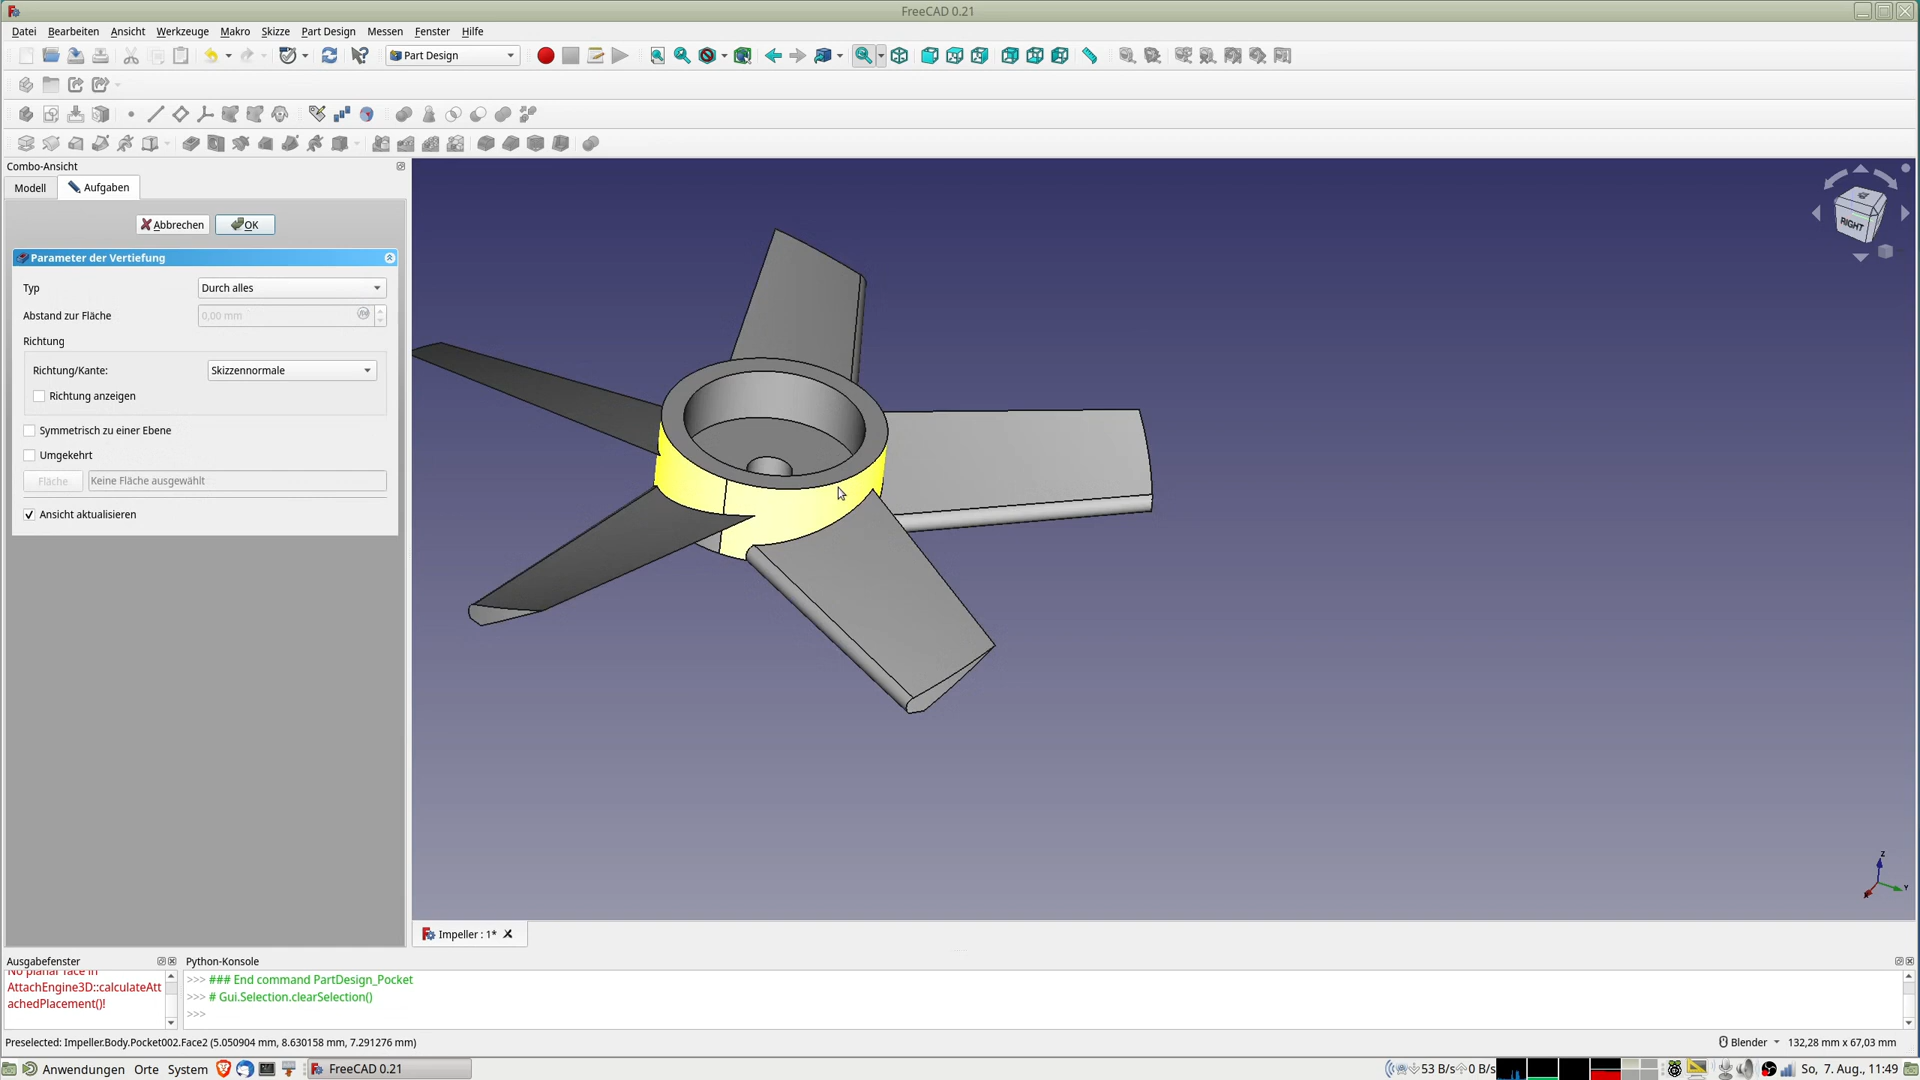 FreeCAD 0.21
Datei Bearbeiten Ansicht Werkzeuge Makro Skizze Part Design Messen Fenster Hilfe
Part Design
Combo-Ansicht
Modell Aufgaben
Abbrechen OK
Parameter der Vertiefung
Typ Durch alles
Abstand zur Fläche 0,00 mm
Richtung
Richtung/Kante: Skizzennormale
Richtung anzeigen
Symmetrisch zu einer Ebene
Umgekehrt
Fläche Keine Fläche ausgewählt
Ansicht aktualisieren
RIGHT
Z
Y
X
Impeller : 1*
Ausgabefenster
No planar face in
AttachEngine3D::calculateAtt
achedPlacement()!
Python-Konsole
>>> ### End command PartDesign_Pocket
>>> # Gui.Selection.clearSelection()
>>>
Preselected: Impeller.Body.Pocket002.Face2 (5.050904 mm, 8.630158 mm, 7.291276 mm)
Blender 132,28 mm x 67,03 mm
Anwendungen Orte System FreeCAD 0.21 53 B/s 0 B/s So, 7. Aug., 11:49